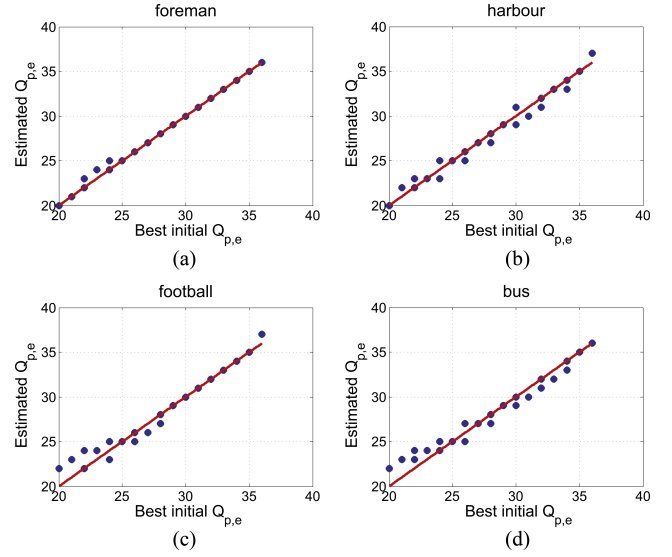 foreman
harbour
40
35
30
25
20
Estimated Q_{p,e}
20 25 30 35 40
Best initial Q_{p,e}
(a)
40
35
30
25
20
Estimated Q_{p,e}
20 25 30 35 40
Best initial Q_{p,e}
(b)
football
bus
40
35
30
25
20
Estimated Q_{p,e}
20 25 30 35 40
Best initial Q_{p,e}
(c)
40
35
30
25
20
Estimated Q_{p,e}
20 25 30 35 40
Best initial Q_{p,e}
(d)